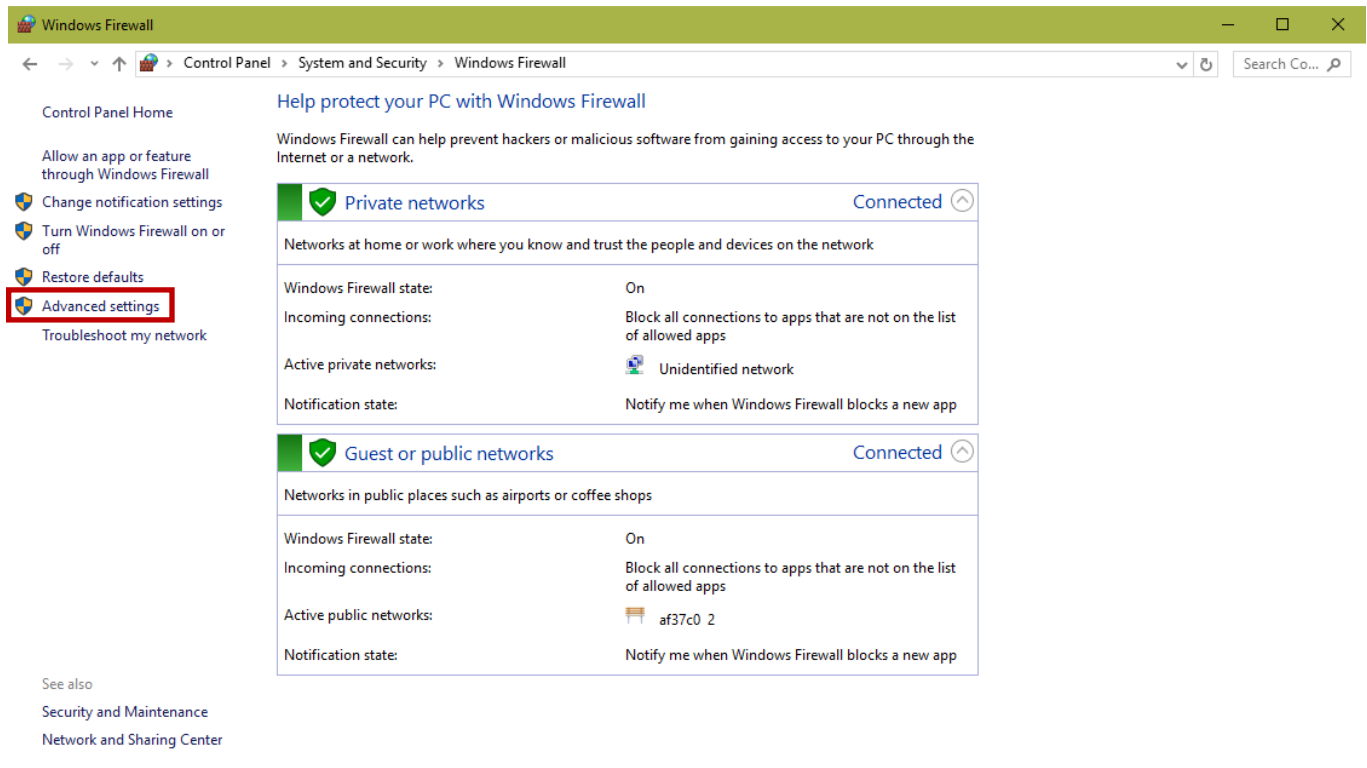 Windows Firewall
Control Panel > System and Security > Windows Firewall
Search Co...
Control Panel Home
Allow an app or feature
through Windows Firewall
Change notification settings
Turn Windows Firewall on or
off
Restore defaults
Advanced settings
Troubleshoot my network
See also
Security and Maintenance
Network and Sharing Center
Help protect your PC with Windows Firewall
Windows Firewall can help prevent hackers or malicious software from gaining access to your PC through the
Internet or a network.
Private networks Connected
Networks at home or work where you know and trust the people and devices on the network
Windows Firewall state: On
Incoming connections: Block all connections to apps that are not on the list
of allowed apps
Active private networks: Unidentified network
Notification state: Notify me when Windows Firewall blocks a new app
Guest or public networks Connected
Networks in public places such as airports or coffee shops
Windows Firewall state: On
Incoming connections: Block all connections to apps that are not on the list
of allowed apps
Active public networks: af37c0 2
Notification state: Notify me when Windows Firewall blocks a new app